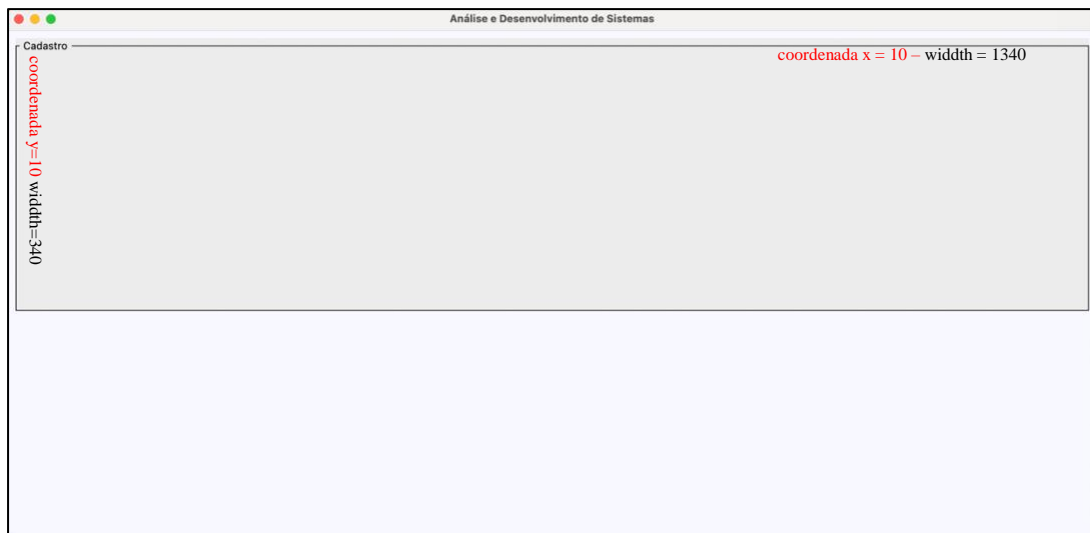 Análise e Desenvolvimento de Sistemas
Cadastro
coordenada x = 10 – widdth = 1340
coordenada y=10 widdth=340